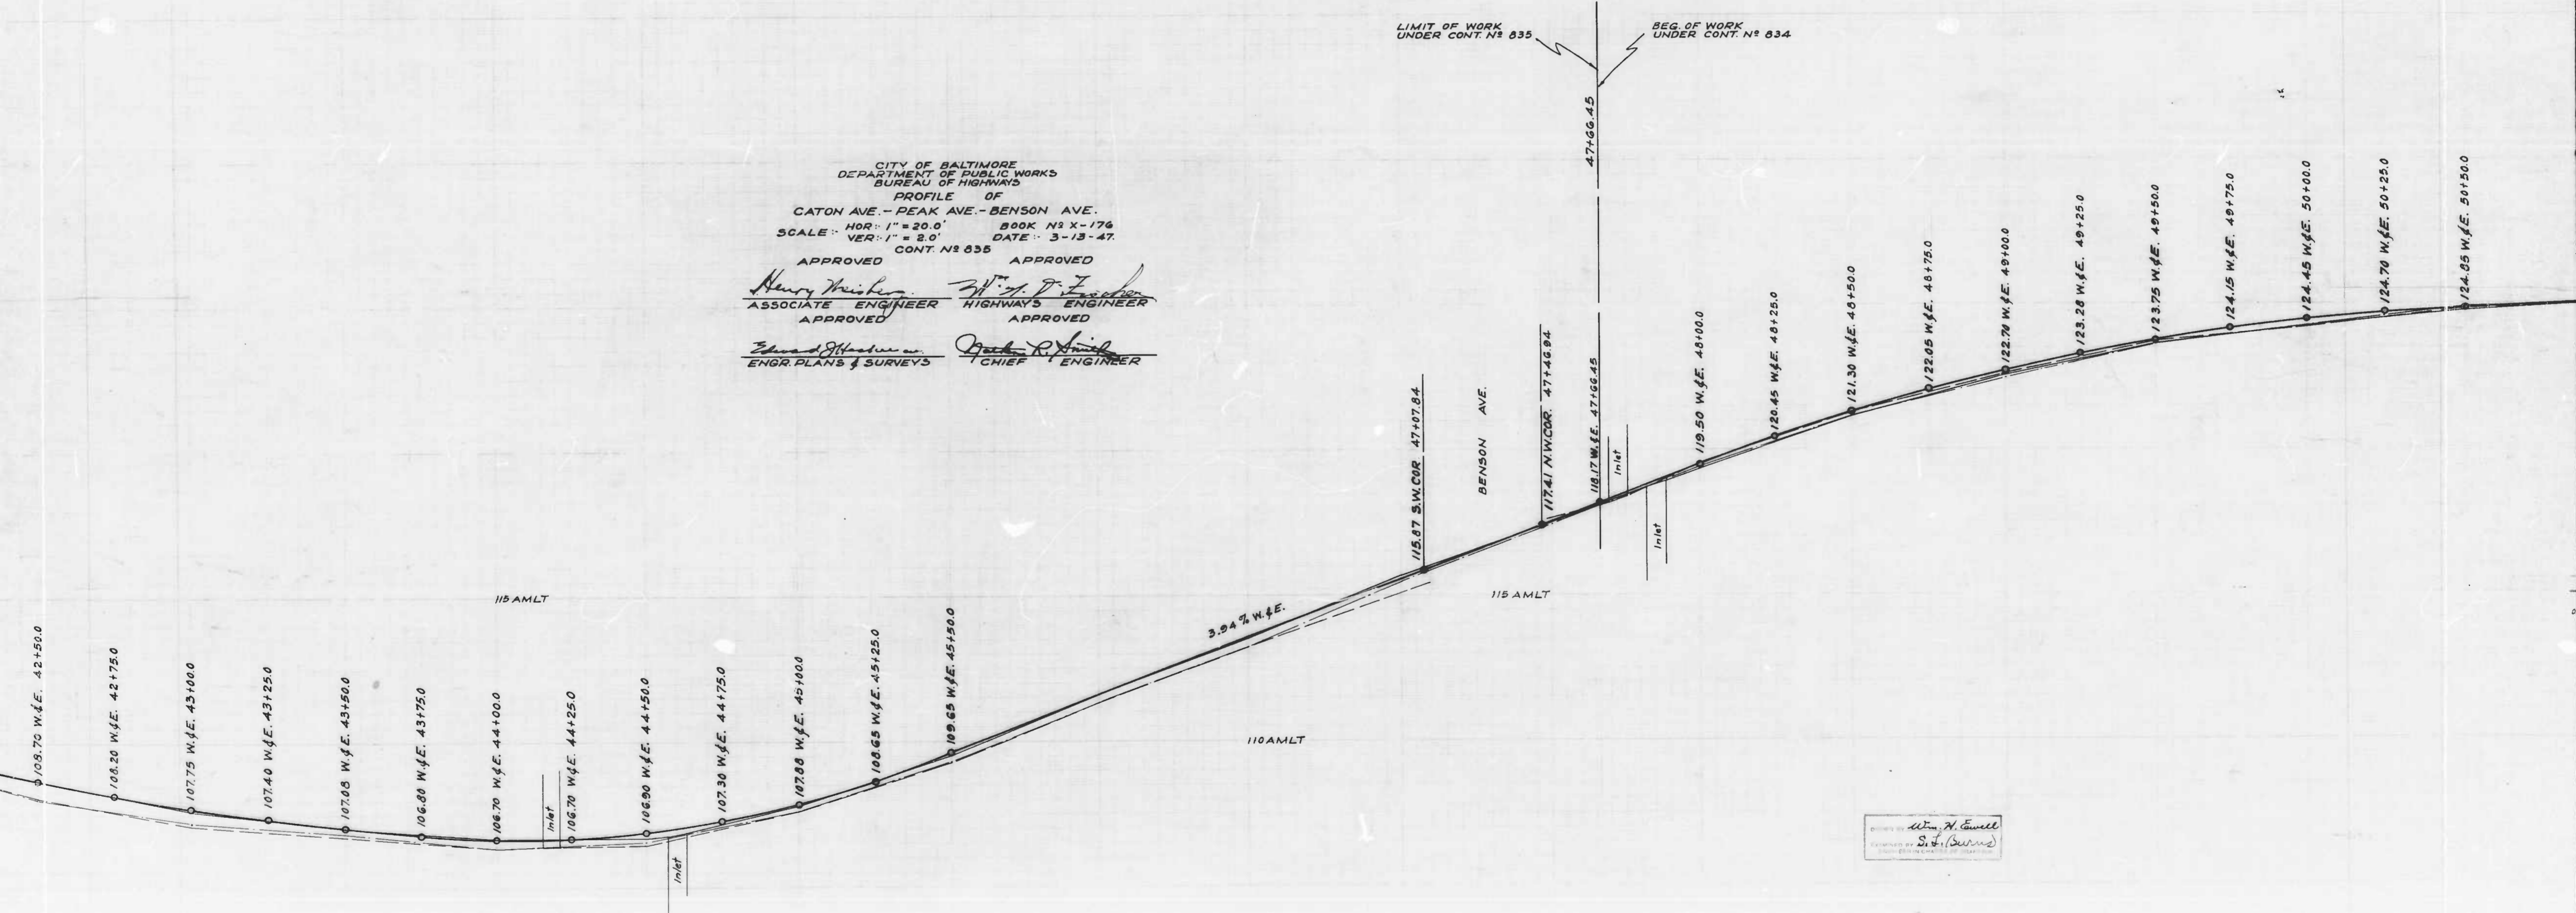 LIMIT OF WORK
UNDER CONT. Nº 835
BEG. OF WORK
UNDER CONT. Nº 834
47+66.45
CITY OF BALTIMORE
DEPARTMENT OF PUBLIC WORKS
BUREAU OF HIGHWAYS
PROFILE OF
CATON AVE.-PEAK AVE.-BENSON AVE.
SCALE:- HOR:- 1"=20.0' BOOK Nº X-176
VER:- 1"=2.0' DATE:- 3-13-47.
CONT. Nº 835
APPROVED APPROVED
Henry
ASSOCIATE ENGINEER HIGHWAYS ENGINEER
APPROVED APPROVED
Edward J R. Smith
ENGR. PLANS & SURVEYS CHIEF ENGINEER
108.70 W.&E. 42+50.0
108.20 W.&E. 42+75.0
107.75 W.&E. 43+00.0
107.40 W.&E. 43+25.0
107.08 W.&E. 43+50.0
106.80 W.&E. 43+75.0
106.70 W.&E. 44+00.0
Inlet
106.70 W.&E. 44+25.0
106.90 W.&E. 44+50.0
Inlet
107.30 W.&E. 44+75.0
107.88 W.&E. 45+00.0
108.65 W.&E. 45+25.0
109.65 W.&E. 45+50.0
115 AMLT
3.94% W.&E.
110 AMLT
115.87 S.W.COR 47+07.84
BENSON AVE.
117.41 N.W.COR. 47+46.94
118.17 W.&E. 47+66.45
Inlet
Inlet
115 AMLT
119.50 W.&E. 48+00.0
120.45 W.&E. 48+25.0
121.30 W.&E. 48+50.0
122.05 W.&E. 48+75.0
122.70 W.&E. 49+00.0
123.28 W.&E. 49+25.0
123.75 W.&E. 49+50.0
124.15 W.&E. 49+75.0
124.45 W.&E. 50+00.0
124.70 W.&E. 50+25.0
124.85 W.&E. 50+50.0
Wm. H. Ewell
S. L. Burns